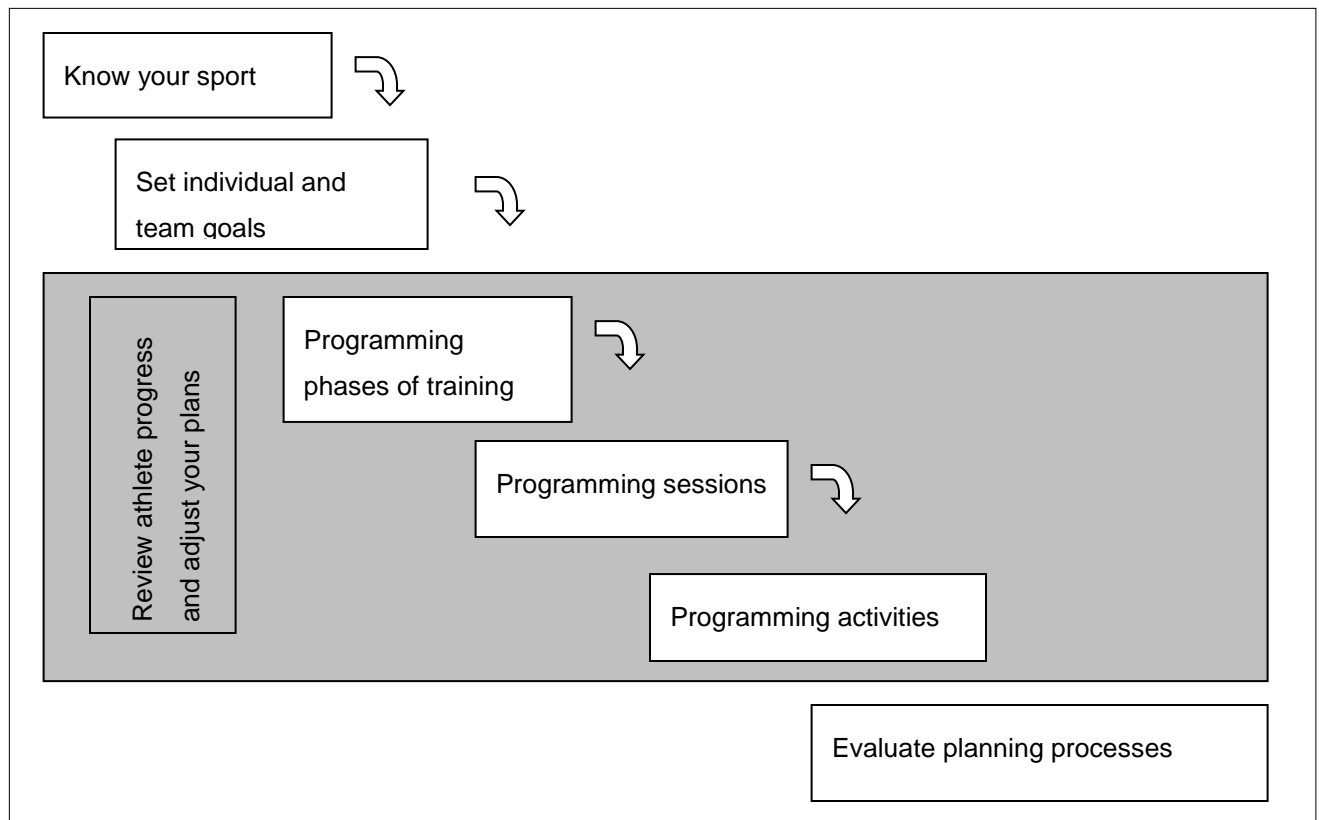 Know your sport
Set individual and
team goals
Review athlete progress
and adjust your plans
Programming
phases of training
Programming sessions
Programming activities
Evaluate planning processes